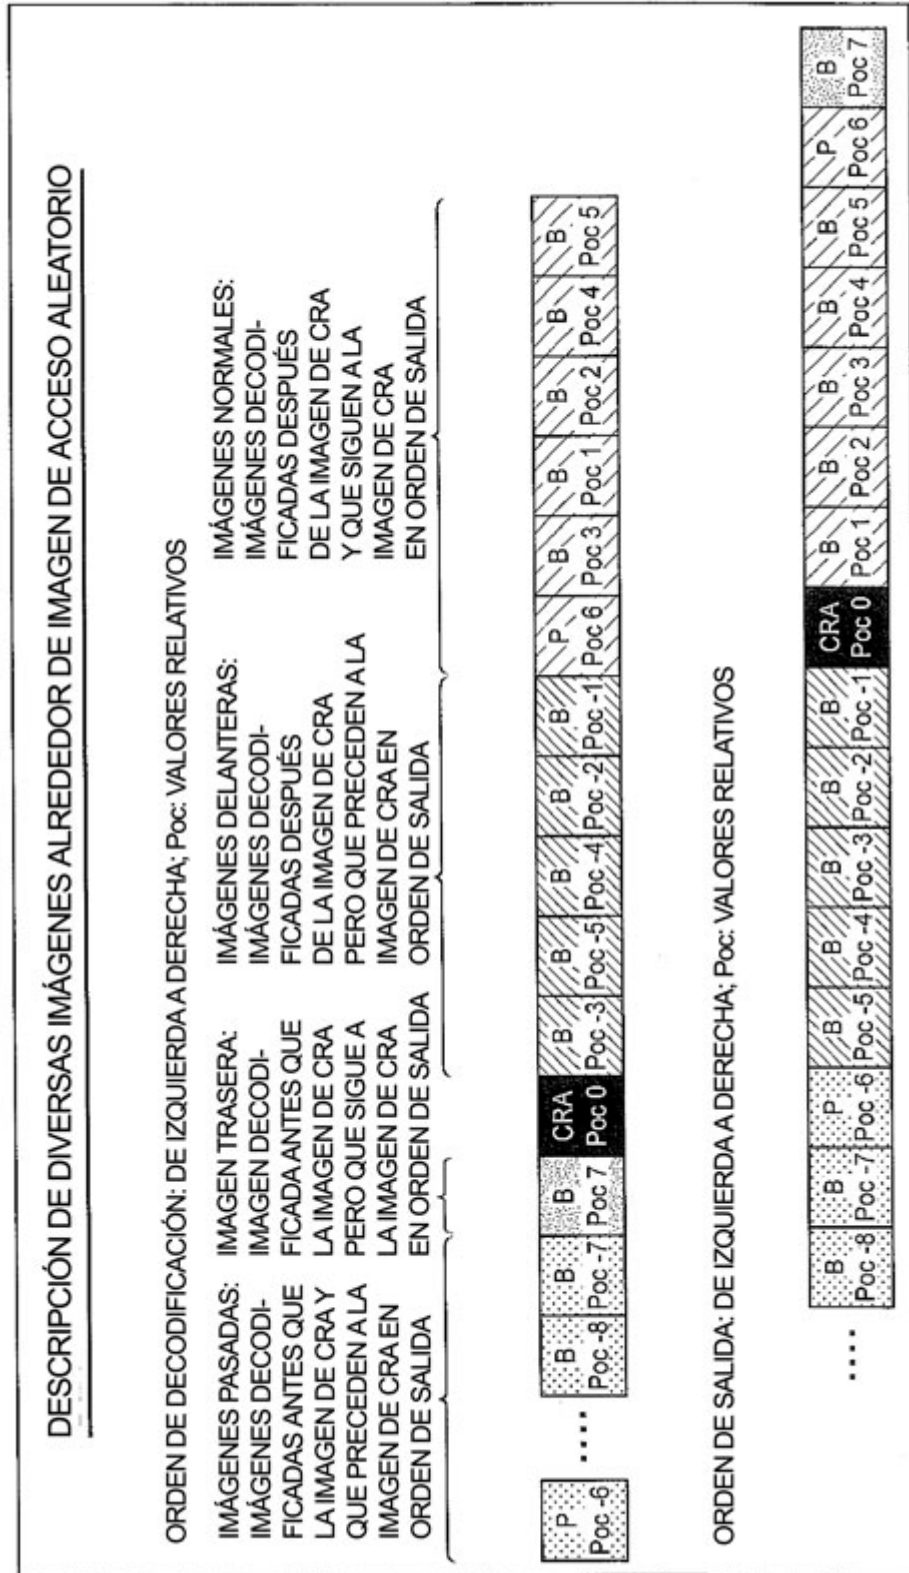 DESCRIPCIÓN DE DIVERSAS IMÁGENES ALREDEDOR DE IMAGEN DE ACCESO ALEATORIO
ORDEN DE DECODIFICACIÓN: DE IZQUIERDA A DERECHA; Poc: VALORES RELATIVOS
IMÁGENES PASADAS:
IMÁGENES DECODI-
FICADAS ANTES QUE
LA IMAGEN DE CRA Y
QUE PRECEDEN A LA
IMAGEN DE CRA EN
ORDEN DE SALIDA
IMAGEN TRASERA:
IMAGEN DECODI-
FICADA ANTES QUE
LA IMAGEN DE CRA
PERO QUE SIGUE A
LA IMAGEN DE CRA
EN ORDEN DE SALIDA
IMÁGENES DELANTERAS:
IMÁGENES DECODI-
FICADAS DESPUÉS
DE LA IMAGEN DE CRA
PERO QUE PRECEDEN A LA
IMAGEN DE CRA EN
ORDEN DE SALIDA
IMÁGENES NORMALES:
IMÁGENES DECODI-
FICADAS DESPUÉS
DE LA IMAGEN DE CRA
Y QUE SIGUEN A LA
IMAGEN DE CRA
EN ORDEN DE SALIDA
P .... B B B CRA B B B B B P B B B B B
Poc -6 Poc -8 Poc -7 Poc 7 Poc 0 Poc -3 Poc -5 Poc -4 Poc -2 Poc -1 Poc 6 Poc 3 Poc 1 Poc 2 Poc 4 Poc 5
ORDEN DE SALIDA: DE IZQUIERDA A DERECHA; Poc: VALORES RELATIVOS
.... B B P B B B B B CRA B B B B B P B
Poc -8 Poc -7 Poc -6 Poc -5 Poc -4 Poc -3 Poc -2 Poc -1 Poc 0 Poc 1 Poc 2 Poc 3 Poc 4 Poc 5 Poc 6 Poc 7